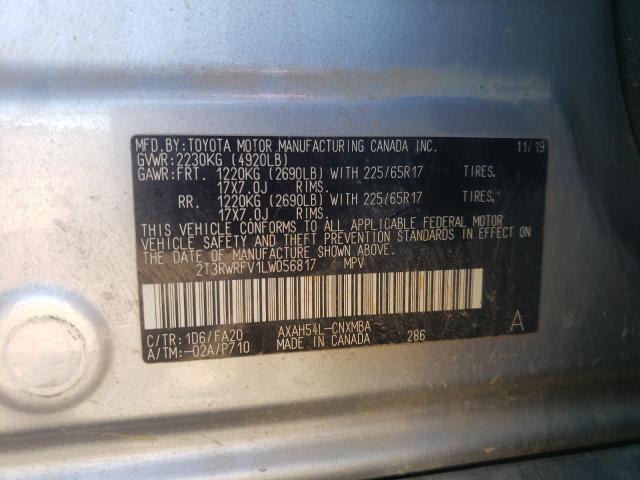 MFD.BY:TOYOTA MOTOR MANUFACTURING CANADA INC. 11/19
GVWR:2230KG (4920LB)
GAWR:FRT. 1220KG (2690LB) WITH 225/65R17 TIRES,
17X7.0J RIMS.
RR. 1220KG (2690LB) WITH 225/65R17 TIRES,
17X7.0J RIMS.
THIS VEHICLE CONFORMS TO ALL APPLICABLE FEDERAL MOTOR
VEHICLE SAFETY AND THEFT PREVENTION STANDARDS IN EFFECT ON
THE DATE OF MANUFACTURE SHOWN ABOVE.
2T3RWRFV1LW056817 MPV
C/TR:1D6/FA20 AXAH54L-CNXMBA A
A/TM:-02A/P710 MADE IN CANADA 286